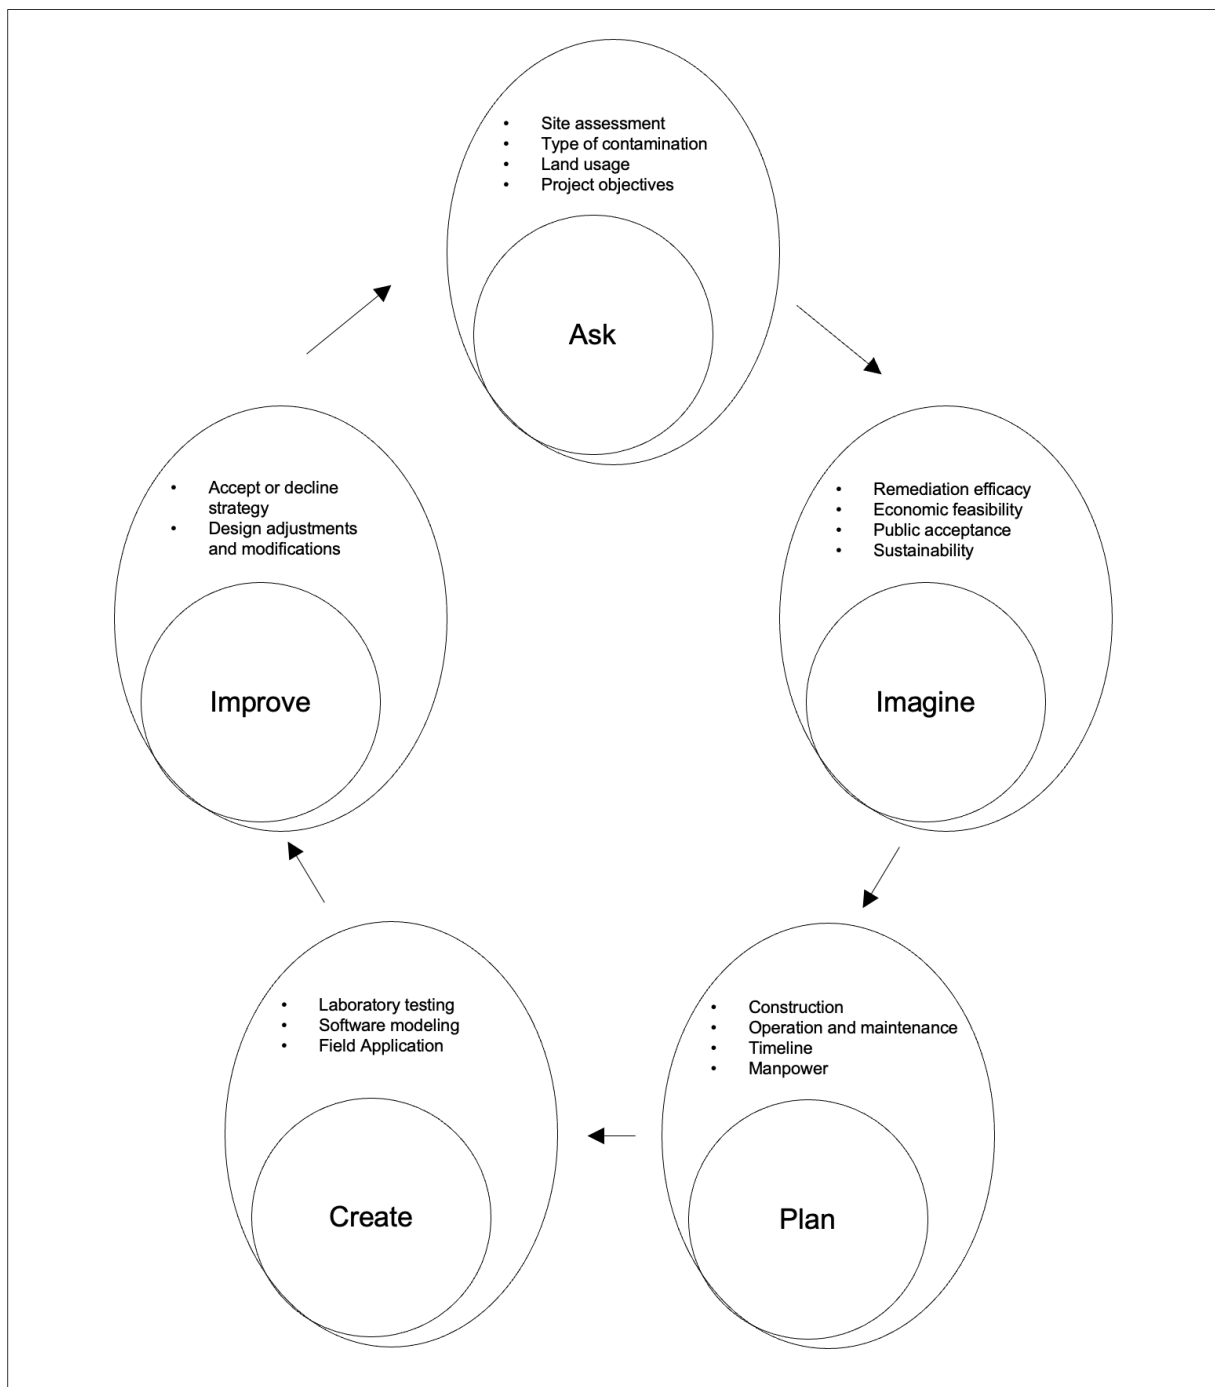 • Site assessment
• Type of contamination
• Land usage
• Project objectives
Ask
• Remediation efficacy
• Economic feasibility
• Public acceptance
• Sustainability
Imagine
• Construction
• Operation and maintenance
• Timeline
• Manpower
Plan
• Laboratory testing
• Software modeling
• Field Application
Create
• Accept or decline
strategy
• Design adjustments
and modifications
Improve